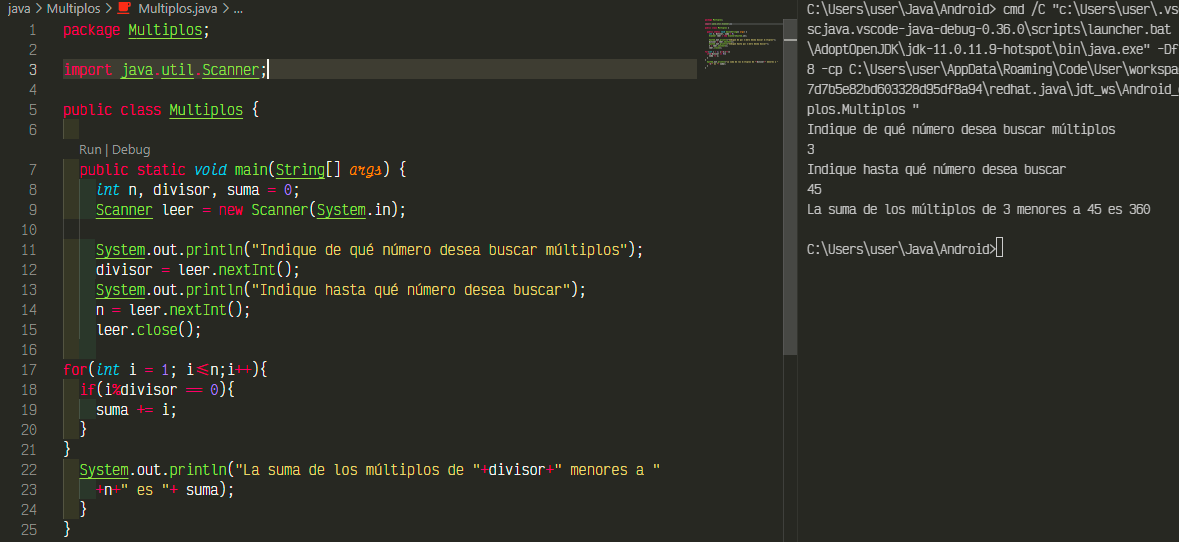 java > Multiplos > Multiplos.java > ...
1 package Multiplos;
2
3 import java.util.Scanner;
4
5 public class Multiplos {
6
Run | Debug
7 public static void main(String[] args) {
8 int n, divisor, suma = 0;
9 Scanner leer = new Scanner(System.in);
10
11 System.out.println("Indique de qué número desea buscar múltiplos");
12 divisor = leer.nextInt();
13 System.out.println("Indique hasta qué número desea buscar");
14 n = leer.nextInt();
15 leer.close();
16
17 for(int i = 1; i<=n;i++){
18 if(i%divisor == 0){
19 suma += i;
20 }
21 }
22 System.out.println("La suma de los múltiplos de "+divisor+" menores a "
23 +n+" es "+ suma);
24 }
25 }
C:\Users\user\Java\Android> cmd /C "c:\Users\user\.vsc
scjava.vscode-java-debug-0.36.0\scripts\launcher.bat
\AdoptOpenJDK\jdk-11.0.11.9-hotspot\bin\java.exe" -Df
8 -cp C:\Users\user\AppData\Roaming\Code\User\workspa
7d7b5e82bd603328d95df8a94\redhat.java\jdt_ws\Android_
plos.Multiplos "
Indique de qué número desea buscar múltiplos
3
Indique hasta qué número desea buscar
45
La suma de los múltiplos de 3 menores a 45 es 360
C:\Users\user\Java\Android>